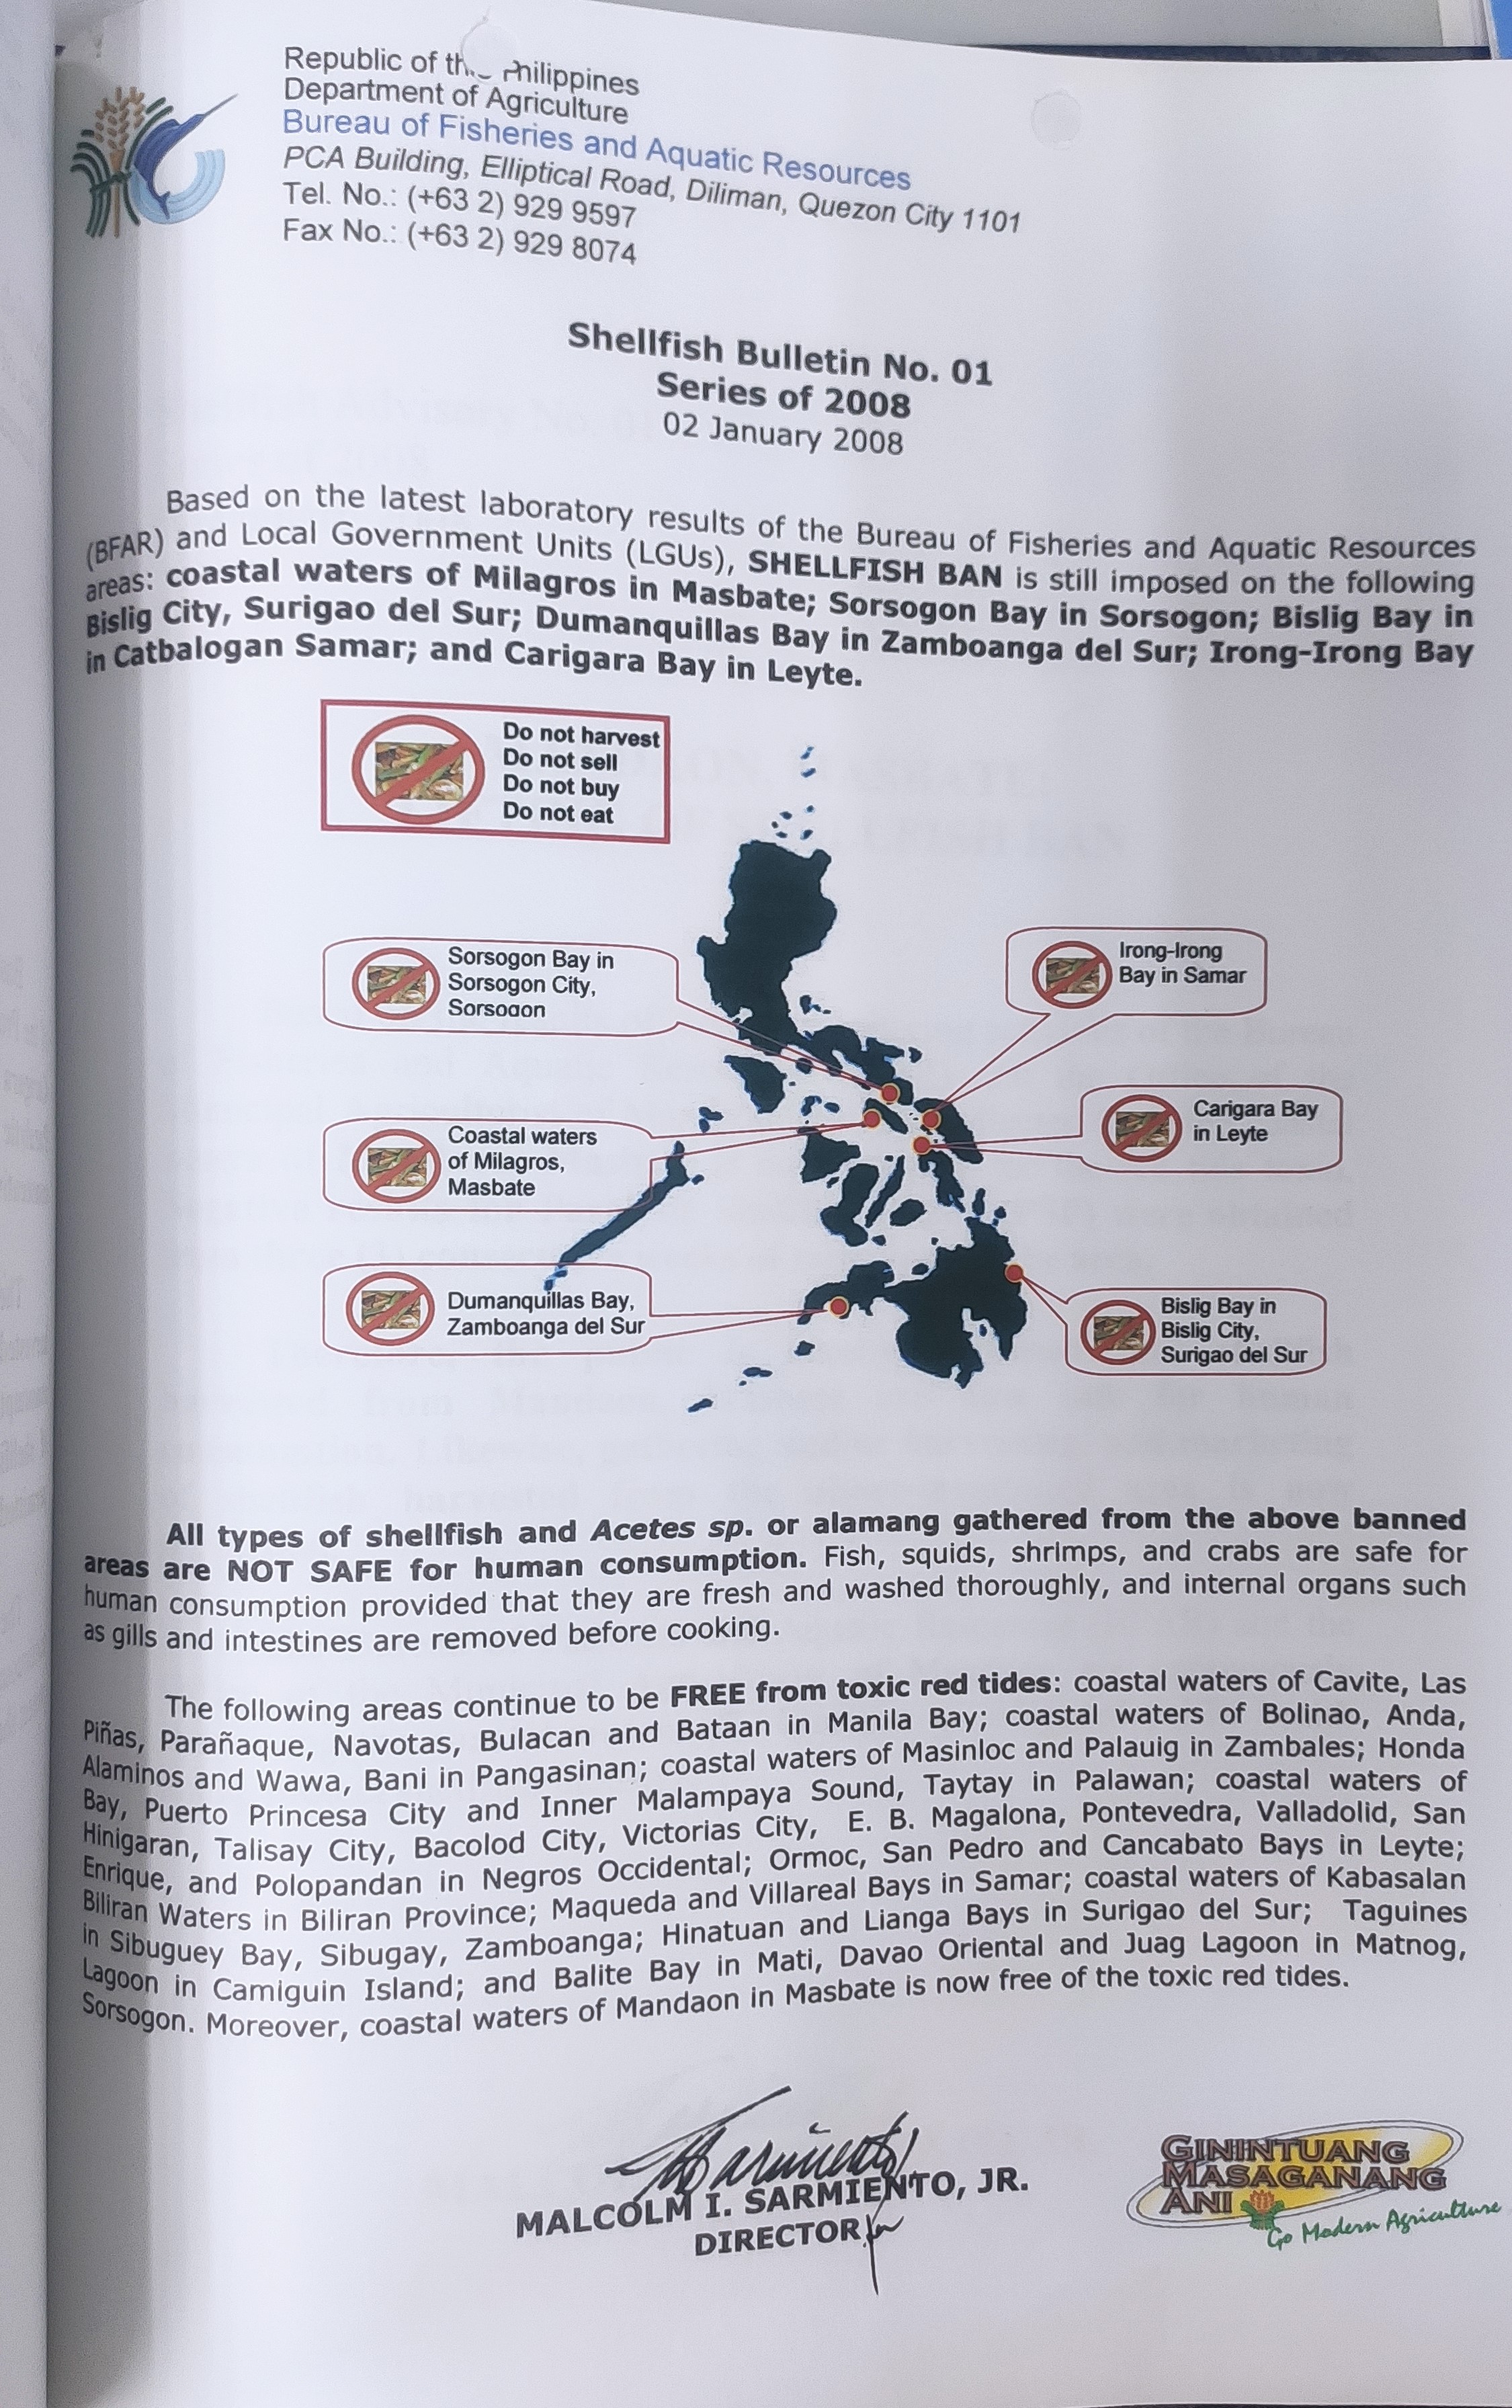 Republic of the Philippines
Department of Agriculture
Bureau of Fisheries and Aquatic Resources
PCA Building, Elliptical Road, Diliman, Quezon City 1101
Tel. No.: (+63 2) 929 9597
Fax No.: (+63 2) 929 8074
Shellfish Bulletin No. 01
Series of 2008
02 January 2008
Based on the latest laboratory results of the Bureau of Fisheries and Aquatic Resources
(BFAR) and Local Government Units (LGUs), SHELLFISH BAN is still imposed on the following
areas: coastal waters of Milagros in Masbate; Sorsogon Bay in Sorsogon; Bislig Bay in
Bislig City, Surigao del Sur; Dumanquillas Bay in Zamboanga del Sur; Irong-Irong Bay
in Catbalogan Samar; and Carigara Bay in Leyte.
Do not harvest
Do not sell
Do not buy
Do not eat
Sorsogon Bay in
Sorsogon City,
Sorsogon
Irong-Irong
Bay in Samar
Coastal waters
of Milagros,
Masbate
Carigara Bay
in Leyte
Dumanquillas Bay,
Zamboanga del Sur
Bislig Bay in
Bislig City,
Surigao del Sur
All types of shellfish and Acetes sp. or alamang gathered from the above banned
areas are NOT SAFE for human consumption. Fish, squids, shrimps, and crabs are safe for
human consumption provided that they are fresh and washed thoroughly, and internal organs such
as gills and intestines are removed before cooking.
The following areas continue to be FREE from toxic red tides: coastal waters of Cavite, Las
Piñas, Parañaque, Navotas, Bulacan and Bataan in Manila Bay; coastal waters of Bolinao, Anda,
Alaminos and Wawa, Bani in Pangasinan; coastal waters of Masinloc and Palauig in Zambales; Honda
Bay, Puerto Princesa City and Inner Malampaya Sound, Taytay in Palawan; coastal waters of
Hinigaran, Talisay City, Bacolod City, Victorias City, E. B. Magalona, Pontevedra, Valladolid, San
Enrique, and Polopandan in Negros Occidental; Ormoc, San Pedro and Cancabato Bays in Leyte;
Biliran Waters in Biliran Province; Maqueda and Villareal Bays in Samar; coastal waters of Kabasalan
in Sibuguey Bay, Sibugay, Zamboanga; Hinatuan and Lianga Bays in Surigao del Sur; Taguines
Lagoon in Camiguin Island; and Balite Bay in Mati, Davao Oriental and Juag Lagoon in Matnog,
Sorsogon. Moreover, coastal waters of Mandaon in Masbate is now free of the toxic red tides.
MALCOLM I. SARMIENTO, JR.
DIRECTOR
GININTUANG
MASAGANANG
ANI
Go Modern Agriculture